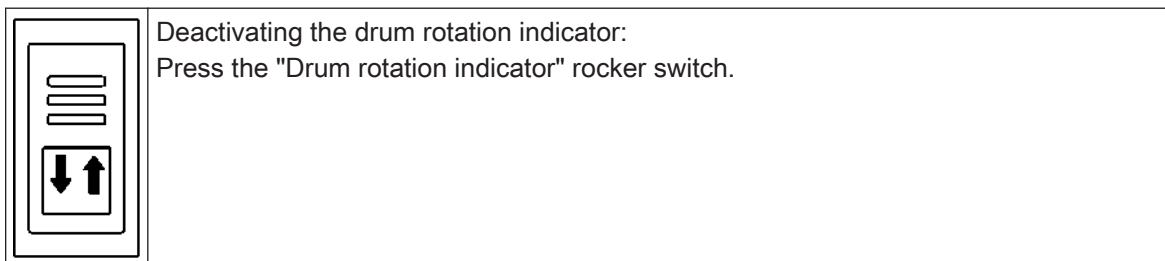 Deactivating the drum rotation indicator:
Press the "Drum rotation indicator" rocker switch.